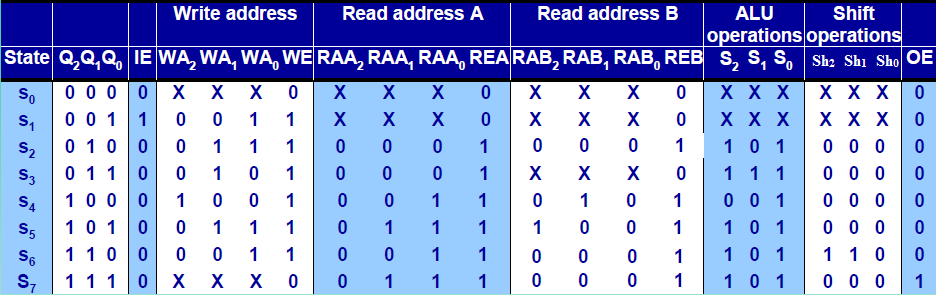 Write address Read address A Read address B ALU operations Shift operations
State Q2Q1Q0 IE WA2 WA1 WA0 WE RAA2 RAA1 RAA0 REA RAB2 RAB1 RAB0 REB S2 S1 S0 Sh2 Sh1 Sh0 OE
s0 0 0 0 0 X X X 0 X X X 0 X X X 0 X X X X X X 0
s1 0 0 1 1 0 0 1 1 X X X 0 X X X 0 X X X X X X 0
s2 0 1 0 0 0 1 1 1 0 0 0 1 0 0 0 1 1 0 1 0 0 0 0
s3 0 1 1 0 0 1 0 1 0 0 0 1 X X X 0 1 1 1 0 0 0 0
s4 1 0 0 0 1 0 0 1 0 0 1 1 0 1 0 1 0 0 1 0 0 0 0
s5 1 0 1 0 0 1 1 1 0 1 1 1 1 0 0 1 1 0 1 0 0 0 0
s6 1 1 0 0 0 0 1 1 0 0 1 1 0 0 0 1 1 0 1 1 1 0 0
S7 1 1 1 0 X X X 0 0 1 1 1 0 0 0 1 1 0 1 0 0 0 1